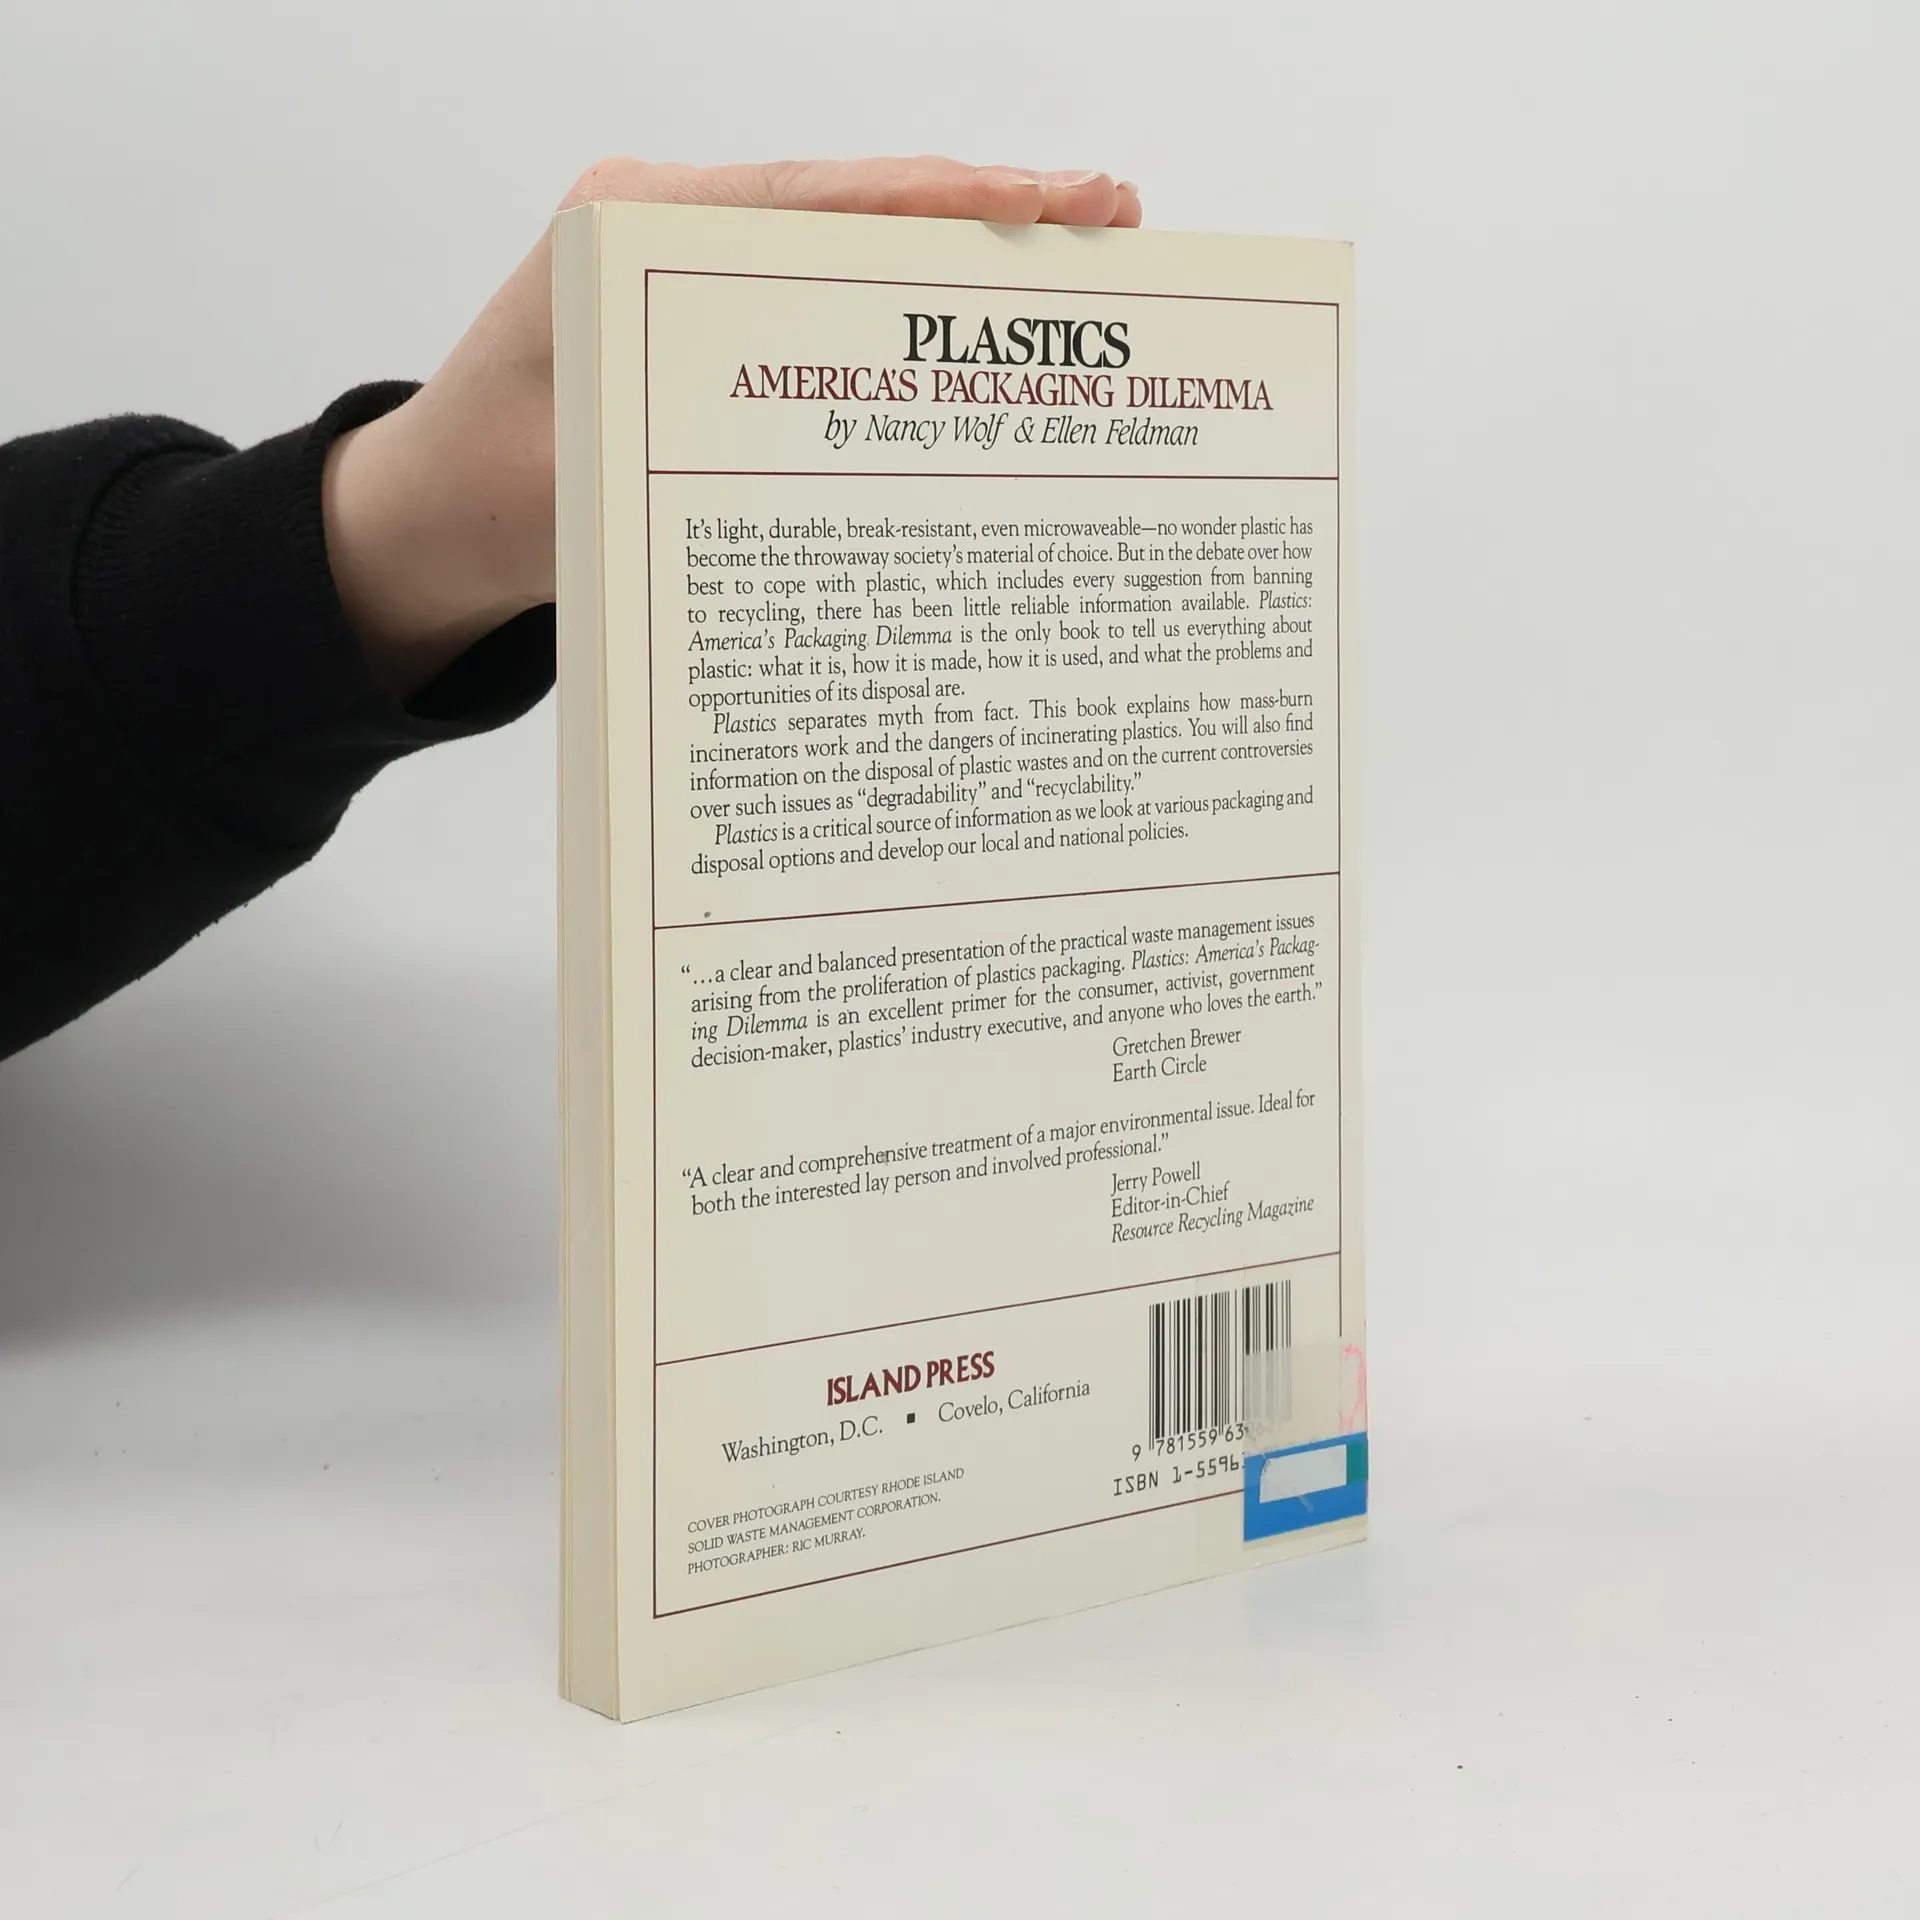 PLASTICS
AMERICA'S PACKAGING DILEMMA
by Nancy Wolf & Ellen Feldman
It's light, durable, break-resistant, even microwaveable—no wonder plastic has
become the throwaway society's material of choice. But in the debate over how
best to cope with plastic, which includes every suggestion from banning
to recycling, there has been little reliable information available. Plastics:
America's Packaging Dilemma is the only book to tell us everything about
plastic: what it is, how it is made, how it is used, and what the problems and
opportunities of its disposal are.
Plastics separates myth from fact. This book explains how mass-burn
incinerators work and the dangers of incinerating plastics. You will also find
information on the disposal of plastic wastes and on the current controversies
over such issues as “degradability” and “recyclability.”
Plastics is a critical source of information as we look at various packaging and
disposal options and develop our local and national policies.
“...a clear and balanced presentation of the practical waste management issues
arising from the proliferation of plastics packaging. Plastics: America's Packag-
ing Dilemma is an excellent primer for the consumer, activist, government
decision-maker, plastics' industry executive, and anyone who loves the earth.”
Gretchen Brewer
Earth Circle
“A clear and comprehensive treatment of a major environmental issue. Ideal for
both the interested lay person and involved professional.”
Jerry Powell
Editor-in-Chief
Resource Recycling Magazine
ISLAND PRESS
Washington, D.C. ▪ Covelo, California
COVER PHOTOGRAPH COURTESY RHODE ISLAND
SOLID WASTE MANAGEMENT CORPORATION.
PHOTOGRAPHER: RIC MURRAY.
9 781559 63
ISBN 1-5596